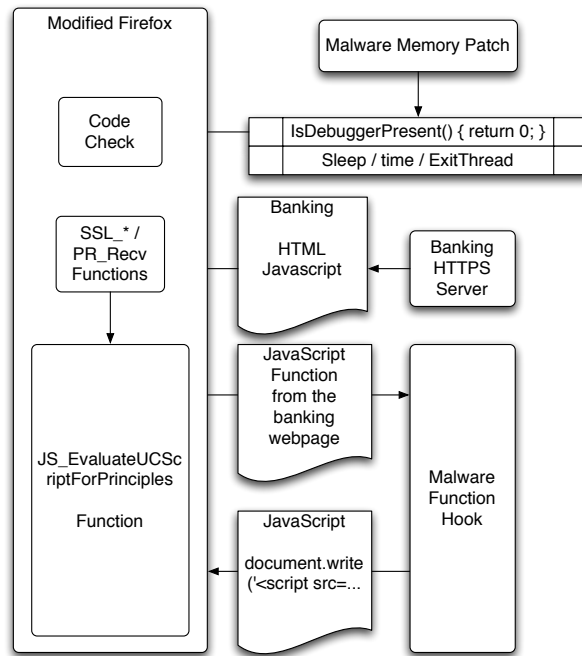 Modified Firefox
Malware Memory Patch
Code
Check
IsDebuggerPresent() { return 0; }
Sleep / time / ExitThread
SSL_* /
PR_Recv
Functions
Banking
HTML
Javascript
Banking
HTTPS
Server
JS_EvaluateUCSc
riptForPrinciples
Function
JavaScript
Function
from the
banking
webpage
Malware
Function
Hook
JavaScript
document.write
('<script src=...